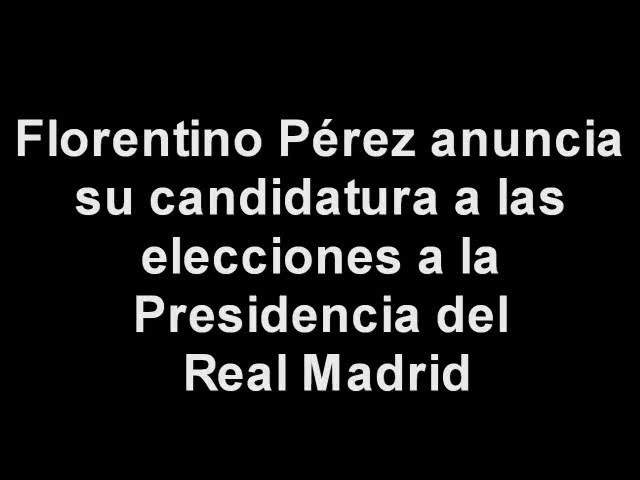 Florentino Pérez anuncia
su candidatura a las
elecciones a la
Presidencia del
Real Madrid